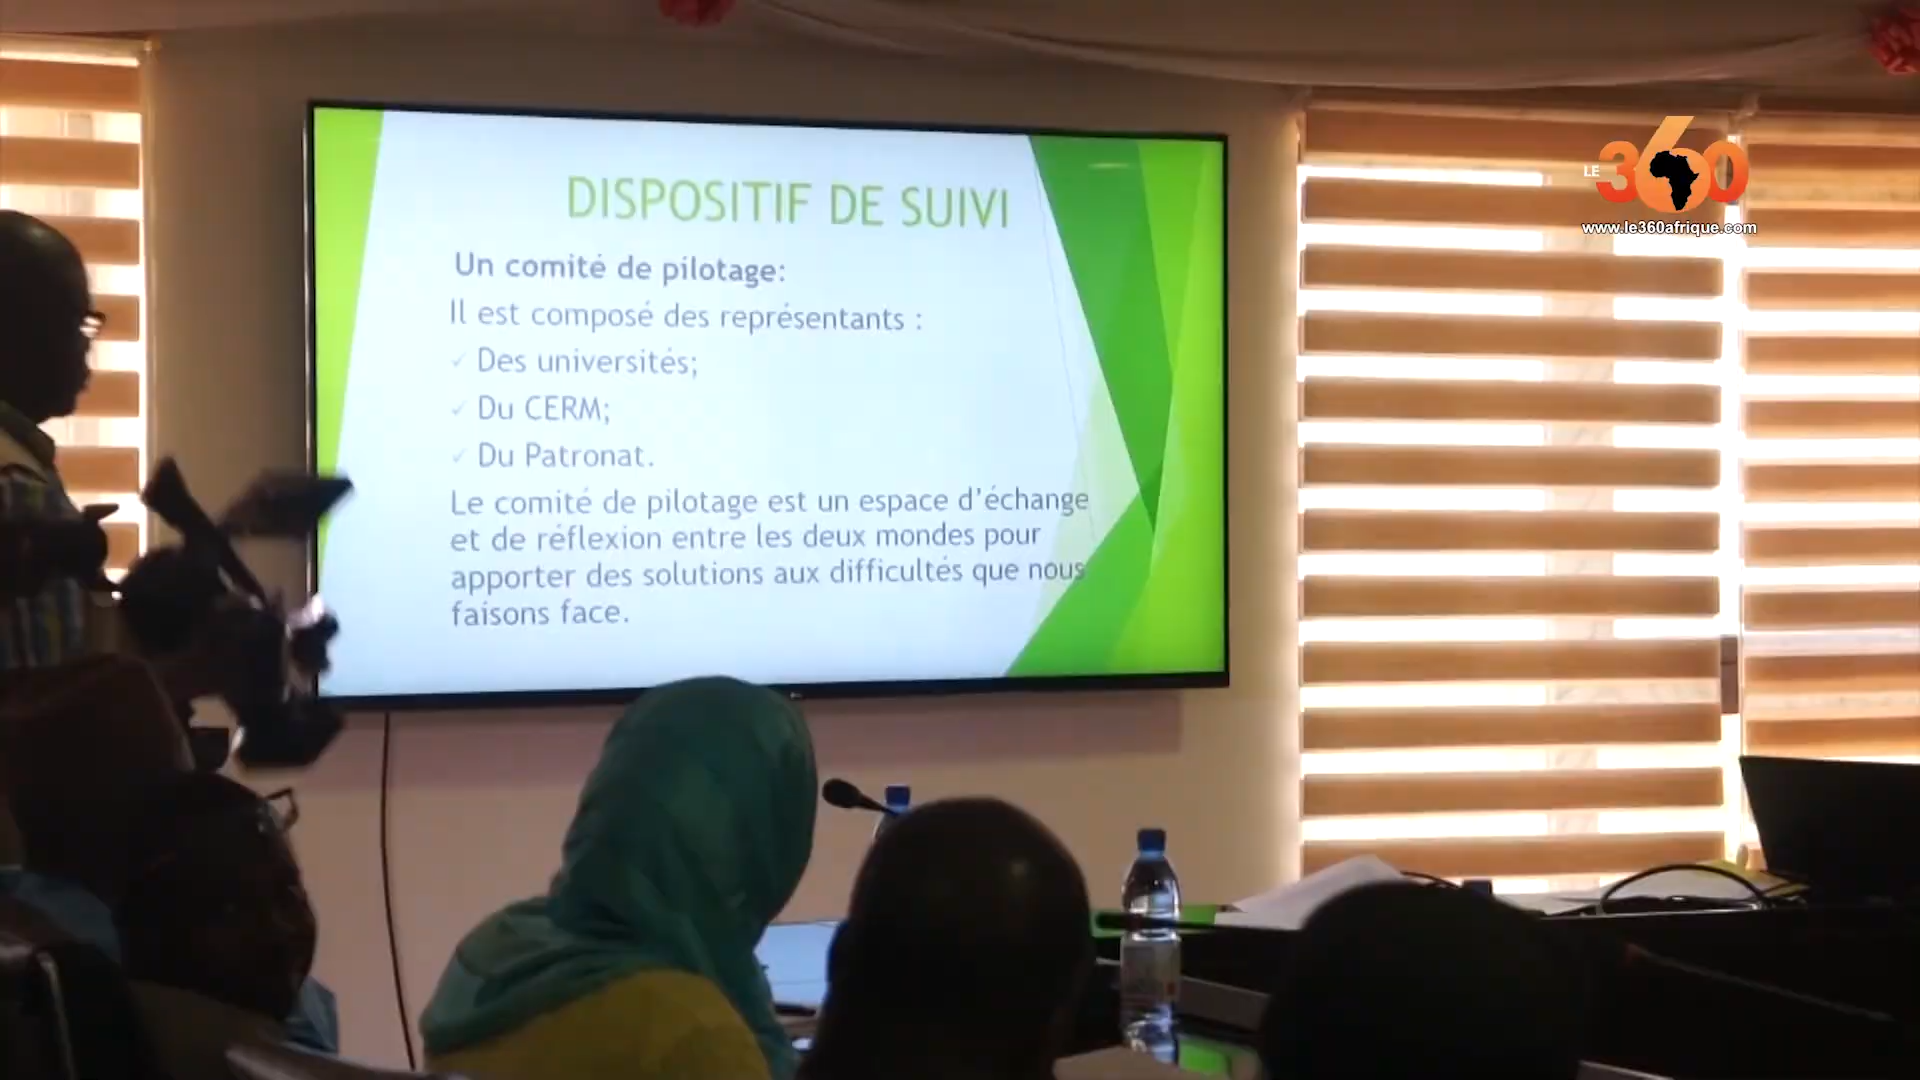 DISPOSITIF DE SUIVI
Un comité de pilotage:
Il est composé des représentants :
Des universités;
Du CERM;
Du Patronat.
Le comité de pilotage est un espace d'échange
et de réflexion entre les deux mondes pour
apporter des solutions aux difficultés que nous
faisons face.
LE 360
www.le360afrique.com